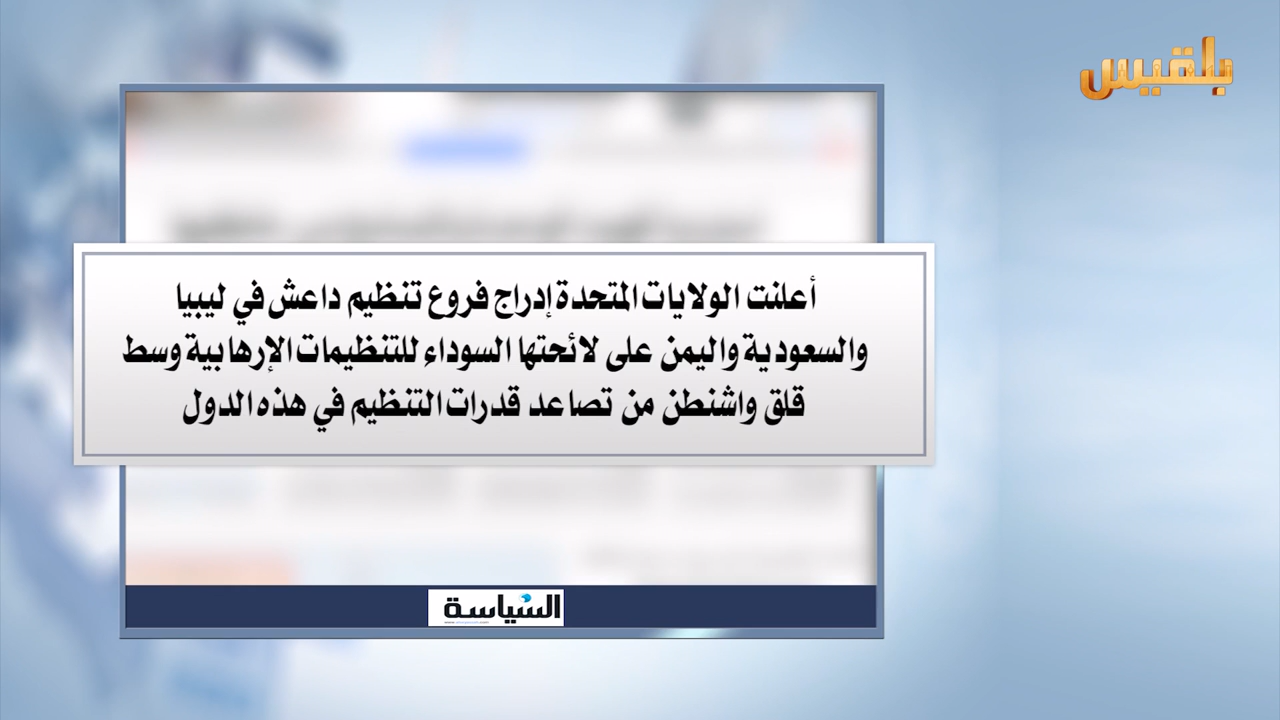 بلقيس
أعلنت الولايات المتحدة إدراج فروع تنظيم داعش في ليبيا
والسعودية واليمن على لائحتها السوداء للتنظيمات الإرهابية وسط
قلق واشنطن من تصاعد قدرات التنظيم في هذه الدول
السياسة